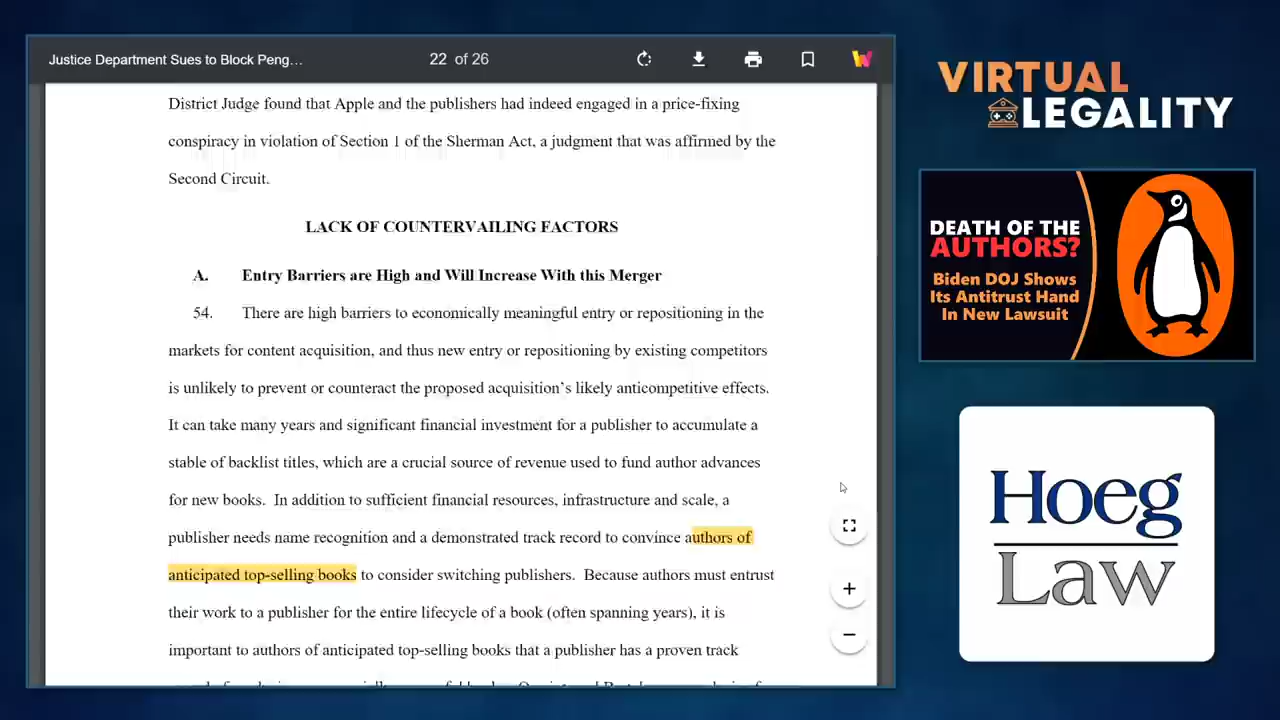 Justice Department Sues to Block Peng...
22 of 26
District Judge found that Apple and the publishers had indeed engaged in a price-fixing
conspiracy in violation of Section 1 of the Sherman Act, a judgment that was affirmed by the
Second Circuit.
LACK OF COUNTERVAILING FACTORS
A. Entry Barriers are High and Will Increase With this Merger
54. There are high barriers to economically meaningful entry or repositioning in the
markets for content acquisition, and thus new entry or repositioning by existing competitors
is unlikely to prevent or counteract the proposed acquisition's likely anticompetitive effects.
It can take many years and significant financial investment for a publisher to accumulate a
stable of backlist titles, which are a crucial source of revenue used to fund author advances
for new books. In addition to sufficient financial resources, infrastructure and scale, a
publisher needs name recognition and a demonstrated track record to convince authors of
anticipated top-selling books to consider switching publishers. Because authors must entrust
their work to a publisher for the entire lifecycle of a book (often spanning years), it is
important to authors of anticipated top-selling books that a publisher has a proven track
VIRTUAL
LEGALITY
DEATH OF THE
AUTHORS?
Biden DOJ Shows
Its Antitrust Hand
In New Lawsuit
Hoeg
Law